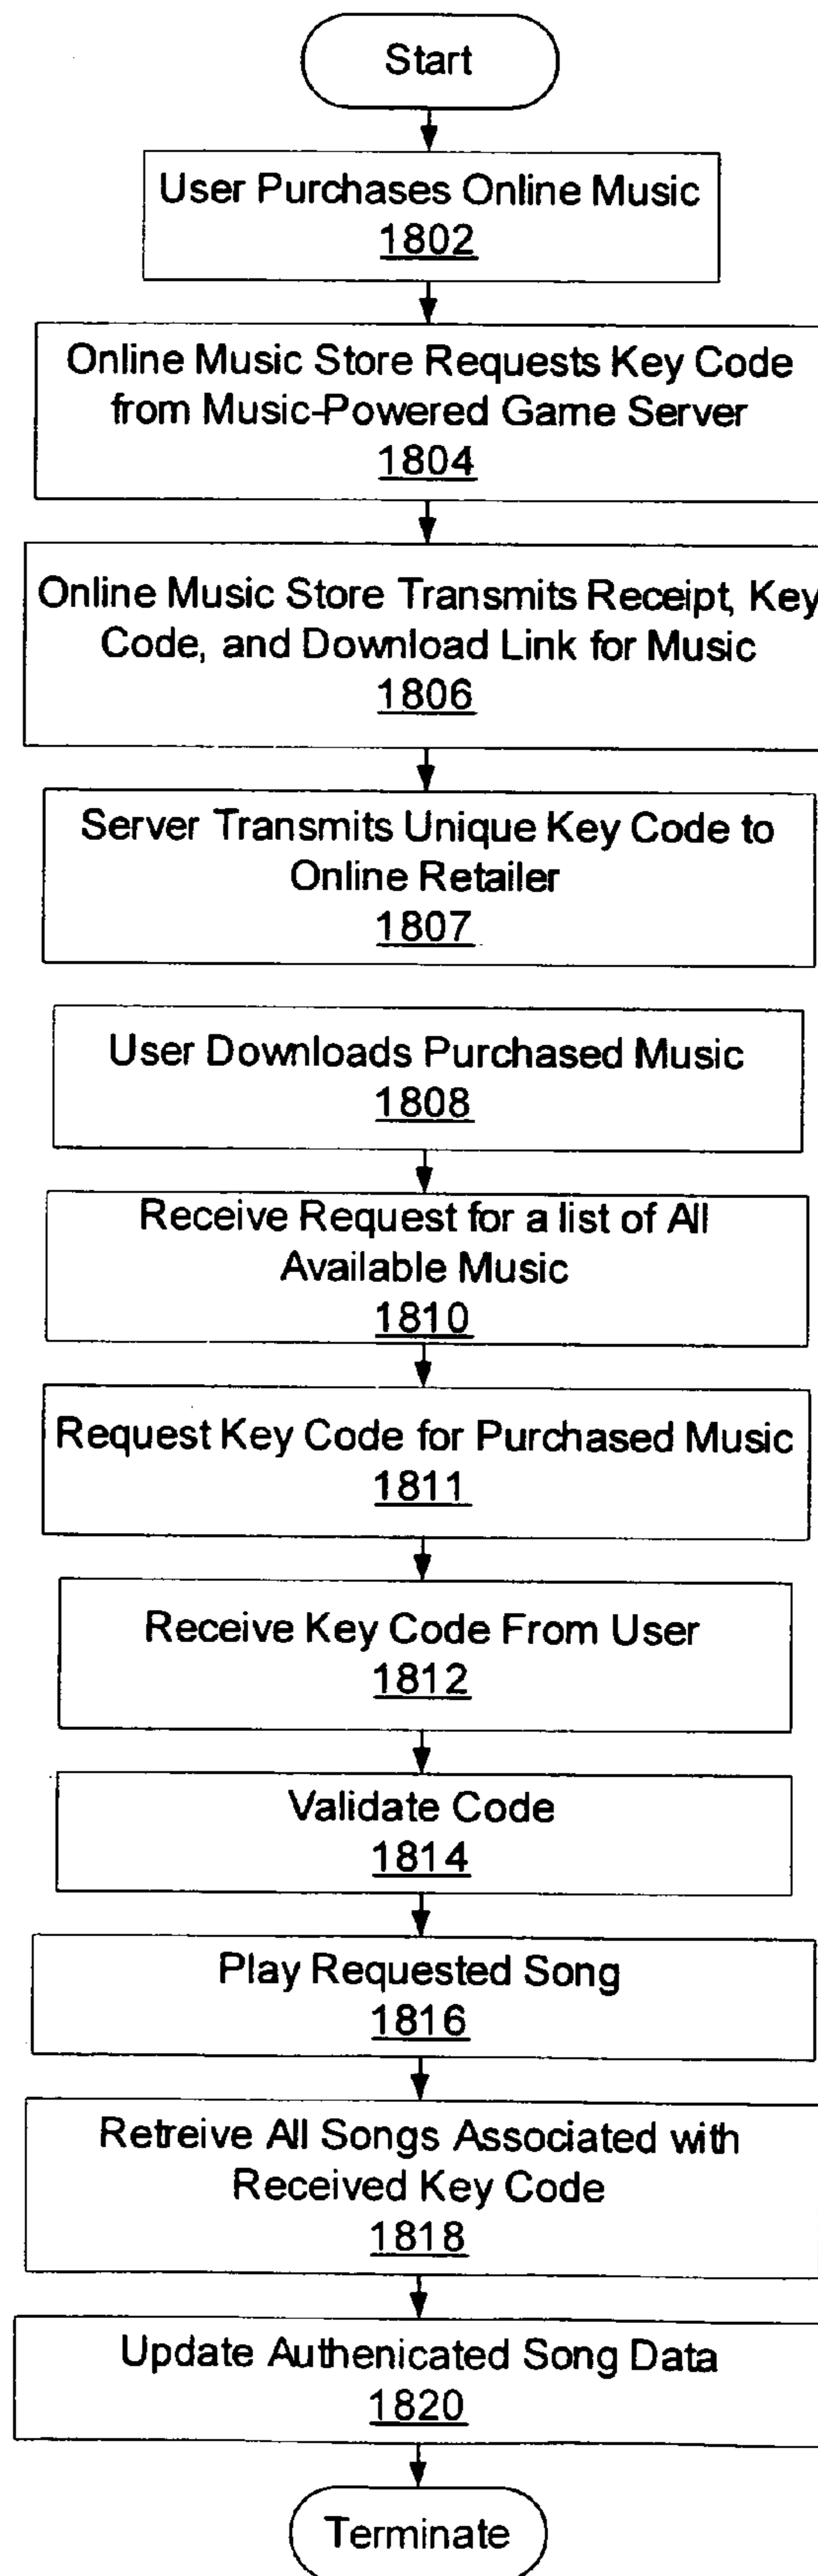 Start
User Purchases Online Music
1802
Online Music Store Requests Key Code
from Music-Powered Game Server
1804
Online Music Store Transmits Receipt, Key
Code, and Download Link for Music
1806
Server Transmits Unique Key Code to
Online Retailer
1807
User Downloads Purchased Music
1808
Receive Request for a list of All
Available Music
1810
Request Key Code for Purchased Music
1811
Receive Key Code From User
1812
Validate Code
1814
Play Requested Song
1816
Retreive All Songs Associated with
Received Key Code
1818
Update Authenicated Song Data
1820
Terminate